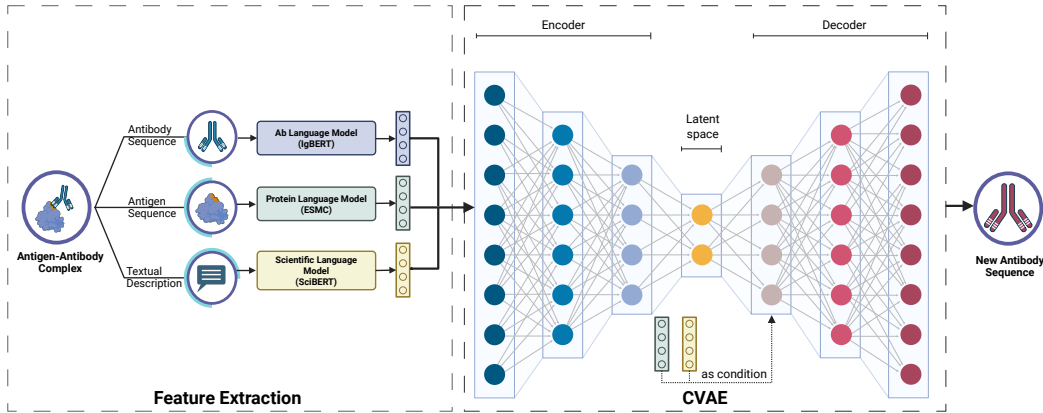 Encoder
Decoder
Antibody
Sequence
Ab Language Model
(IgBERT)
Latent
space
Antigen
Sequence
Protein Language Model
(ESMC)
Antigen-Antibody
Complex
Textual
Description
Scientific Language
Model
(SciBERT)
New Antibody
Sequence
as condition
Feature Extraction
CVAE